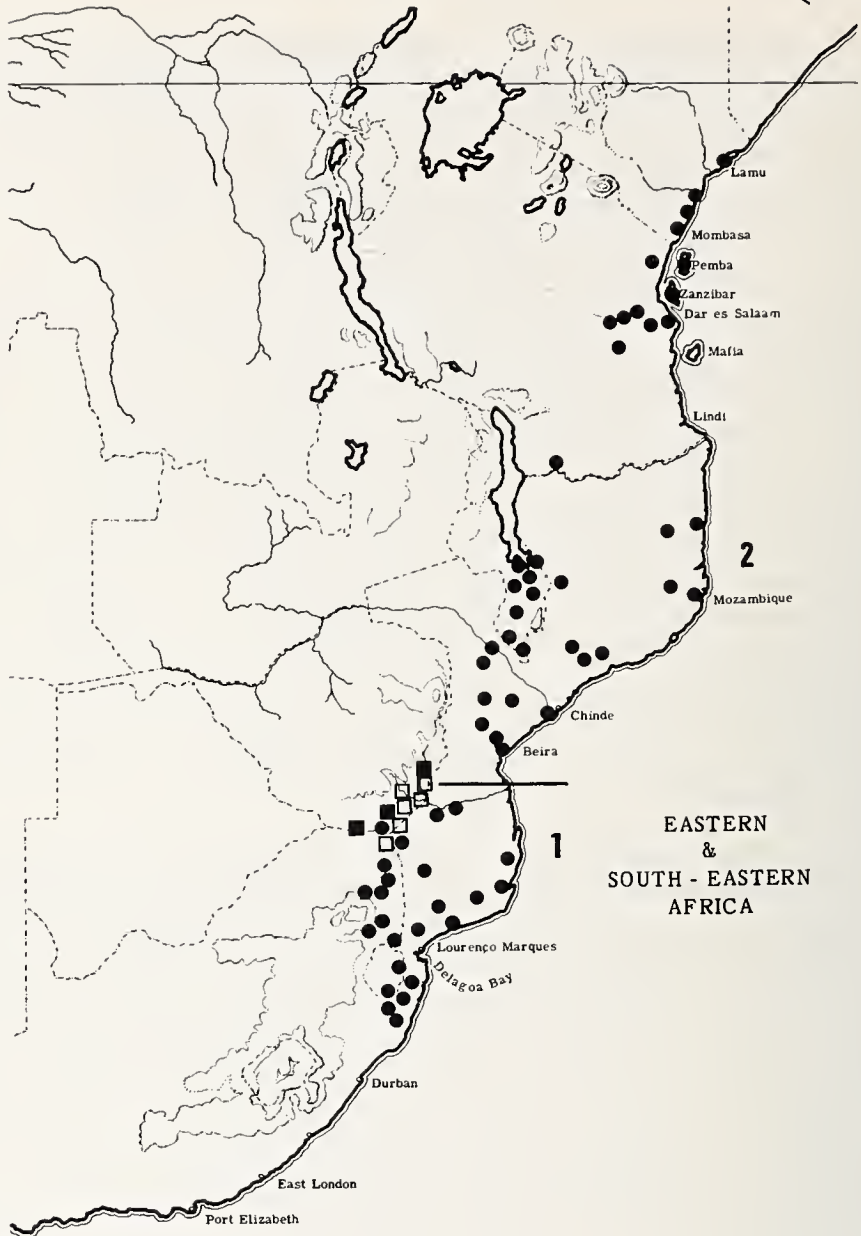 Lamu
Mombasa
Pemba
Zanzibar
Dar es Salaam
Mafia
Lindi
2
Mozambique
Chinde
Beira
1
EASTERN
&
SOUTH - EASTERN
AFRICA
Lourenço Marques
Delagoa Bay
Durban
East London
Port Elizabeth